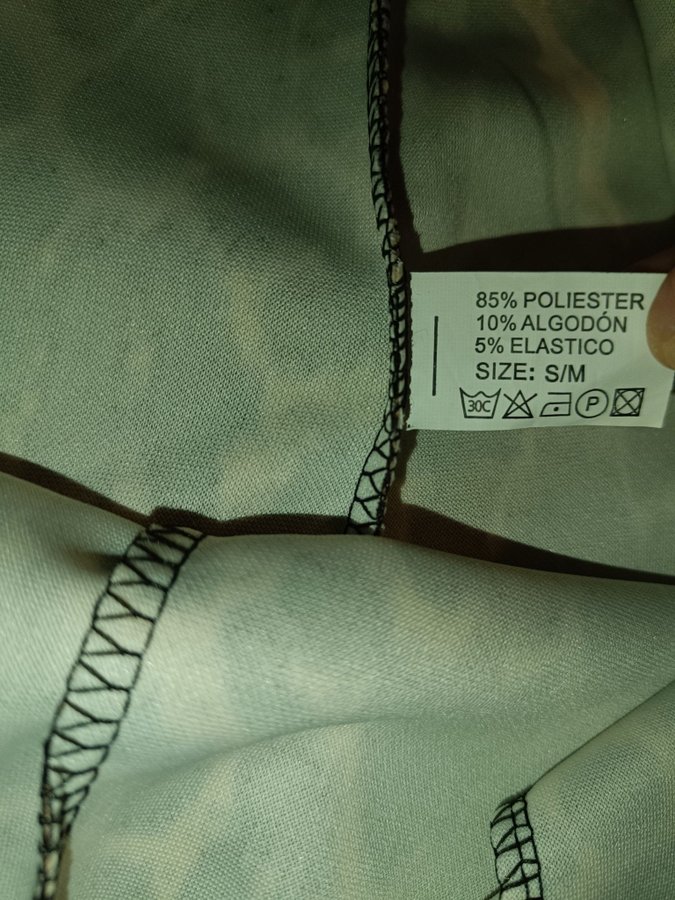 85% POLIESTER
10% ALGODÓN
5% ELASTICO
SIZE: S/M
30C P